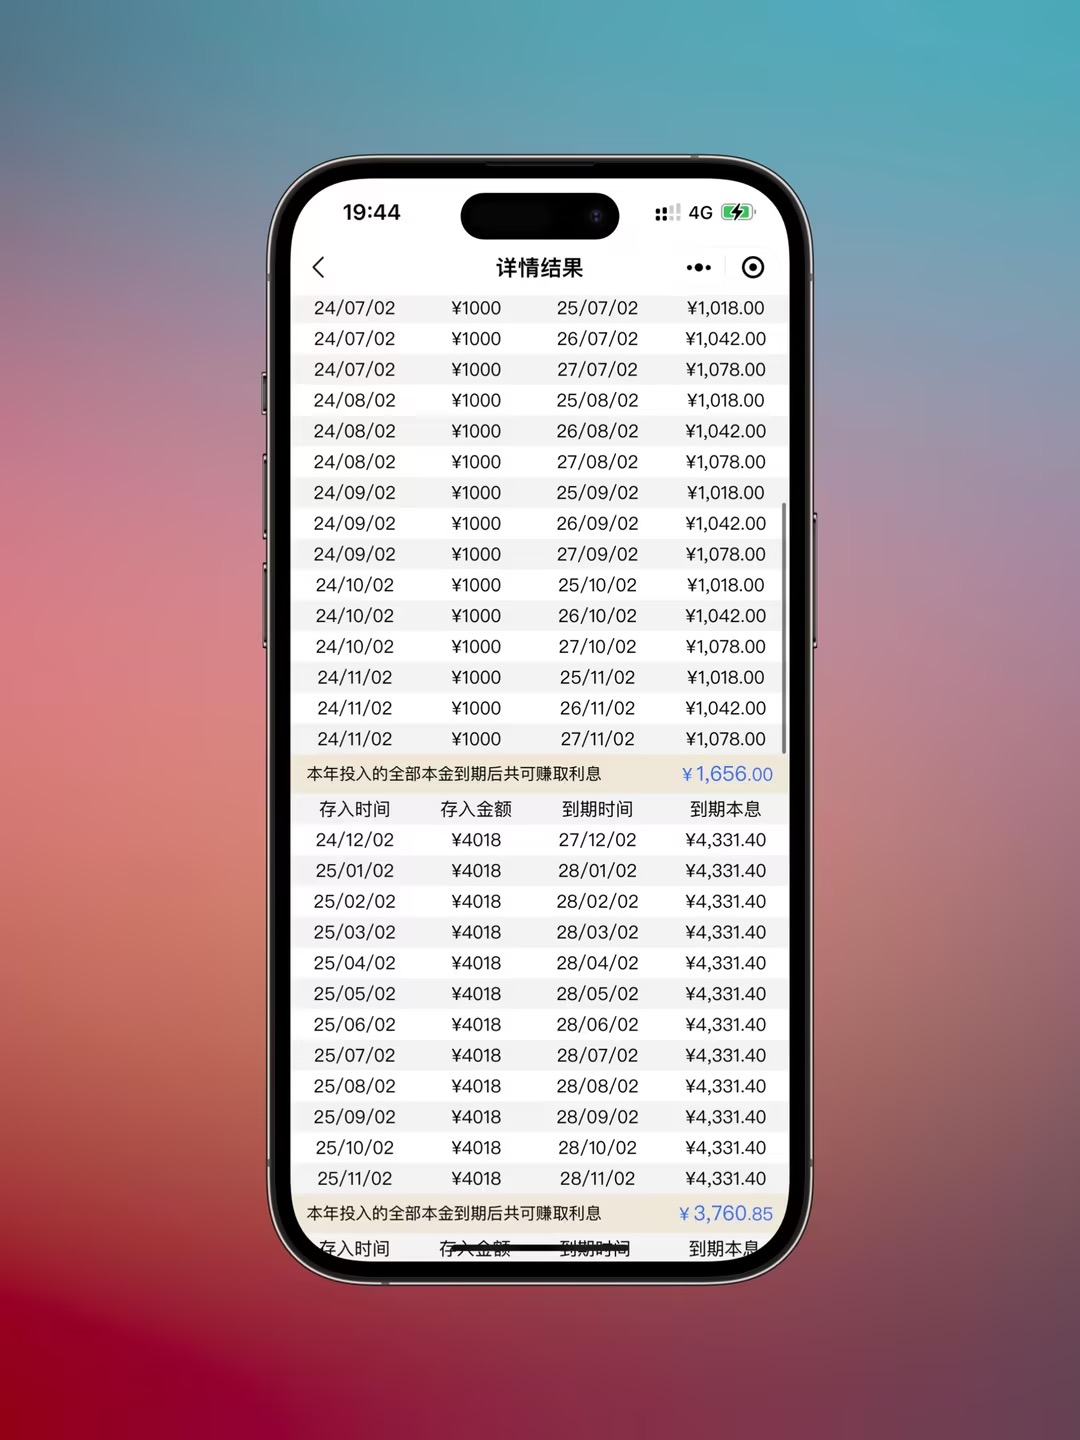 19:44 4G
详情结果
24/07/02 ¥1000 25/07/02 ¥1,018.00
24/07/02 ¥1000 26/07/02 ¥1,042.00
24/07/02 ¥1000 27/07/02 ¥1,078.00
24/08/02 ¥1000 25/08/02 ¥1,018.00
24/08/02 ¥1000 26/08/02 ¥1,042.00
24/08/02 ¥1000 27/08/02 ¥1,078.00
24/09/02 ¥1000 25/09/02 ¥1,018.00
24/09/02 ¥1000 26/09/02 ¥1,042.00
24/09/02 ¥1000 27/09/02 ¥1,078.00
24/10/02 ¥1000 25/10/02 ¥1,018.00
24/10/02 ¥1000 26/10/02 ¥1,042.00
24/10/02 ¥1000 27/10/02 ¥1,078.00
24/11/02 ¥1000 25/11/02 ¥1,018.00
24/11/02 ¥1000 26/11/02 ¥1,042.00
24/11/02 ¥1000 27/11/02 ¥1,078.00
本年投入的全部本金到期后共可赚取利息 ¥1,656.00
存入时间 存入金额 到期时间 到期本息
24/12/02 ¥4018 27/12/02 ¥4,331.40
25/01/02 ¥4018 28/01/02 ¥4,331.40
25/02/02 ¥4018 28/02/02 ¥4,331.40
25/03/02 ¥4018 28/03/02 ¥4,331.40
25/04/02 ¥4018 28/04/02 ¥4,331.40
25/05/02 ¥4018 28/05/02 ¥4,331.40
25/06/02 ¥4018 28/06/02 ¥4,331.40
25/07/02 ¥4018 28/07/02 ¥4,331.40
25/08/02 ¥4018 28/08/02 ¥4,331.40
25/09/02 ¥4018 28/09/02 ¥4,331.40
25/10/02 ¥4018 28/10/02 ¥4,331.40
25/11/02 ¥4018 28/11/02 ¥4,331.40
本年投入的全部本金到期后共可赚取利息 ¥3,760.85
存入时间 存入金额 到期时间 到期本息